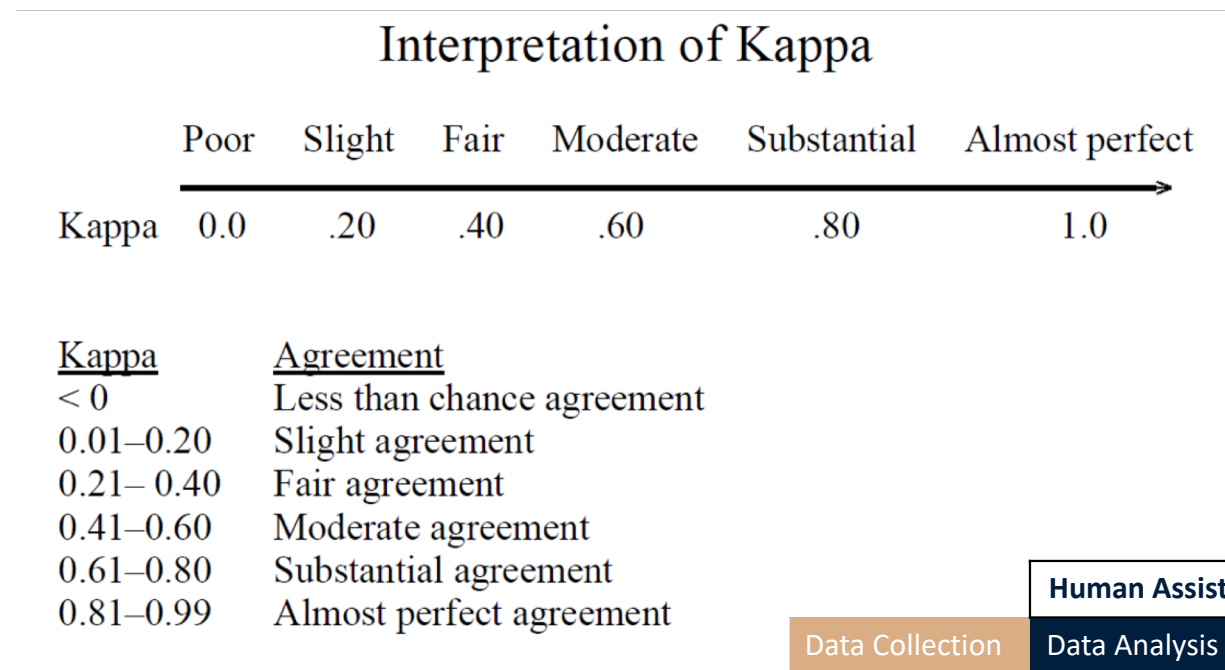 Interpretation of Kappa
Poor Slight Fair Moderate Substantial Almost perfect
Kappa 0.0 .20 .40 .60 .80 1.0
Kappa Agreement
< 0 Less than chance agreement
0.01–0.20 Slight agreement
0.21– 0.40 Fair agreement
0.41–0.60 Moderate agreement
0.61–0.80 Substantial agreement
0.81–0.99 Almost perfect agreement
Human Assist
Data Collection Data Analysis